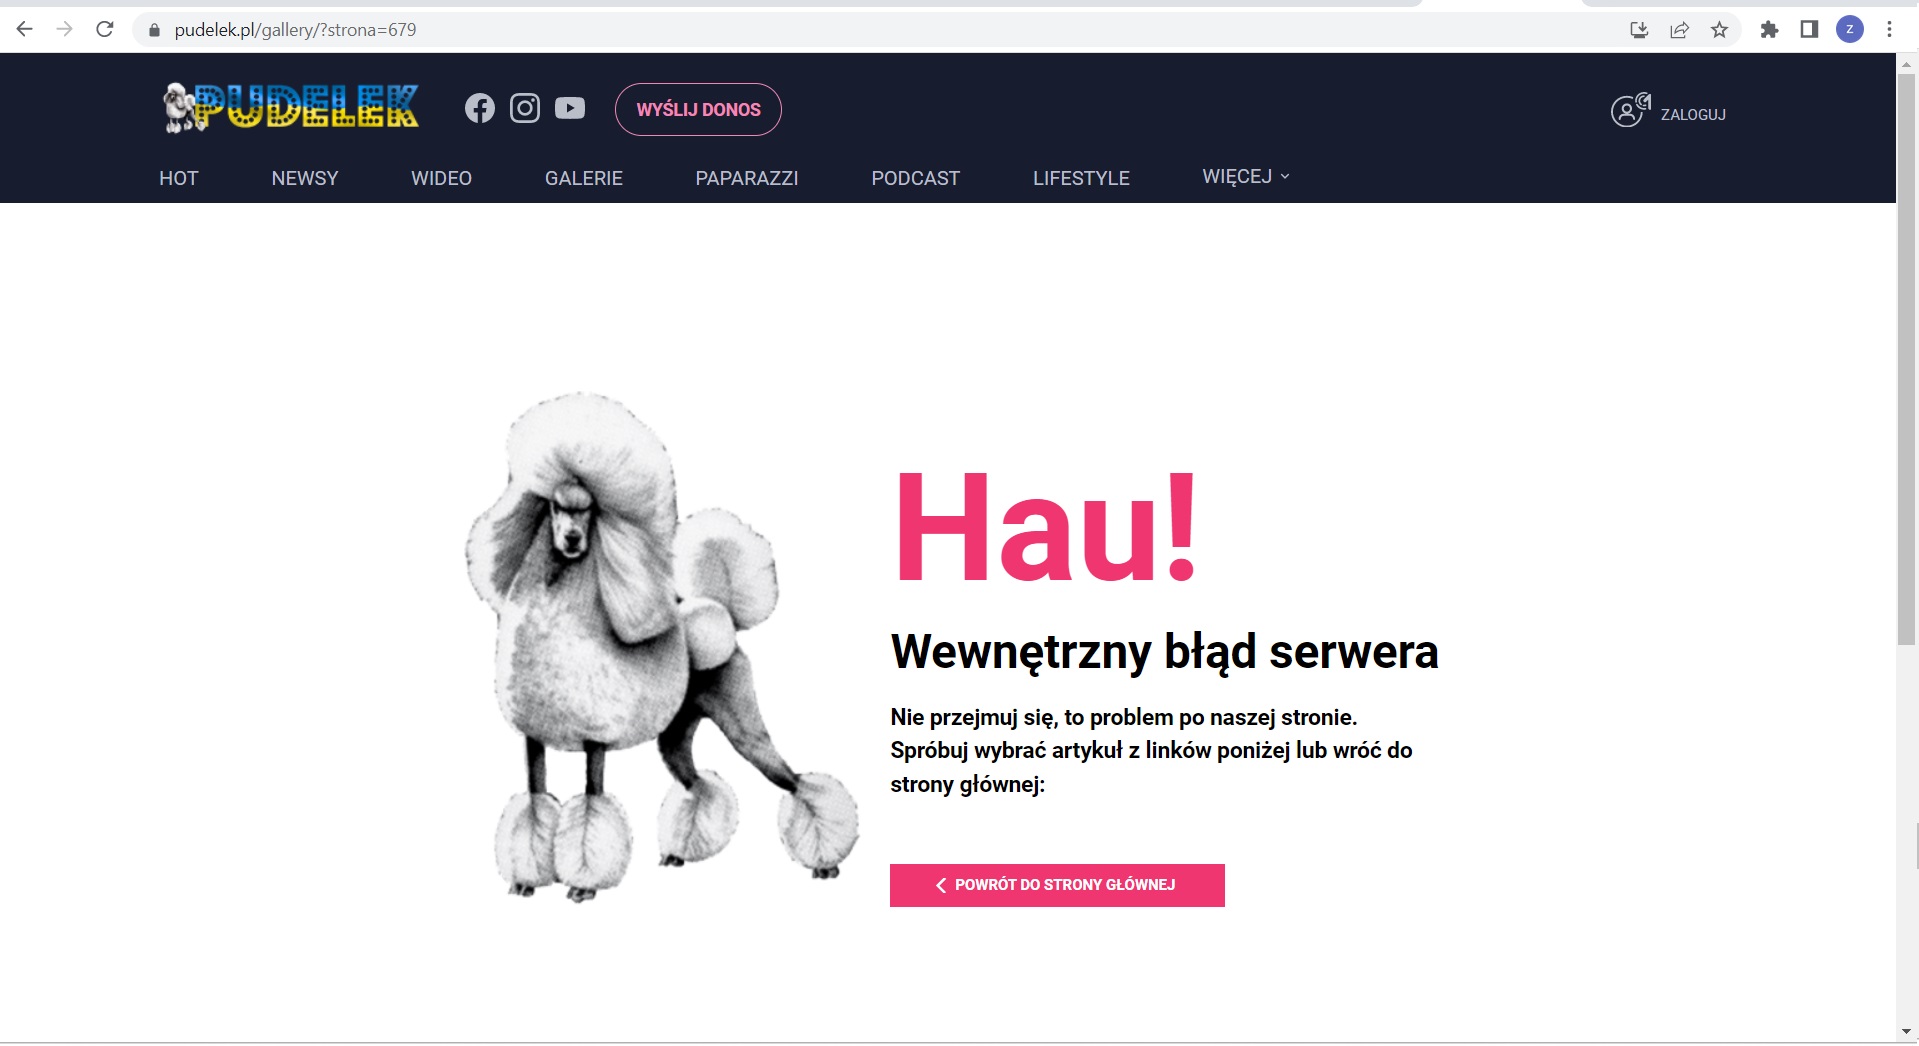 pudelek.pl/gallery/?strona=679
z
PUDELEK
WYŚLIJ DONOS
ZALOGUJ
HOT NEWSY WIDEO GALERIE PAPARAZZI PODCAST LIFESTYLE WIĘCEJ
Hau!
Wewnętrzny błąd serwera
Nie przejmuj się, to problem po naszej stronie.
Spróbuj wybrać artykuł z linków poniżej lub wróć do
strony głównej:
POWRÓT DO STRONY GŁÓWNEJ